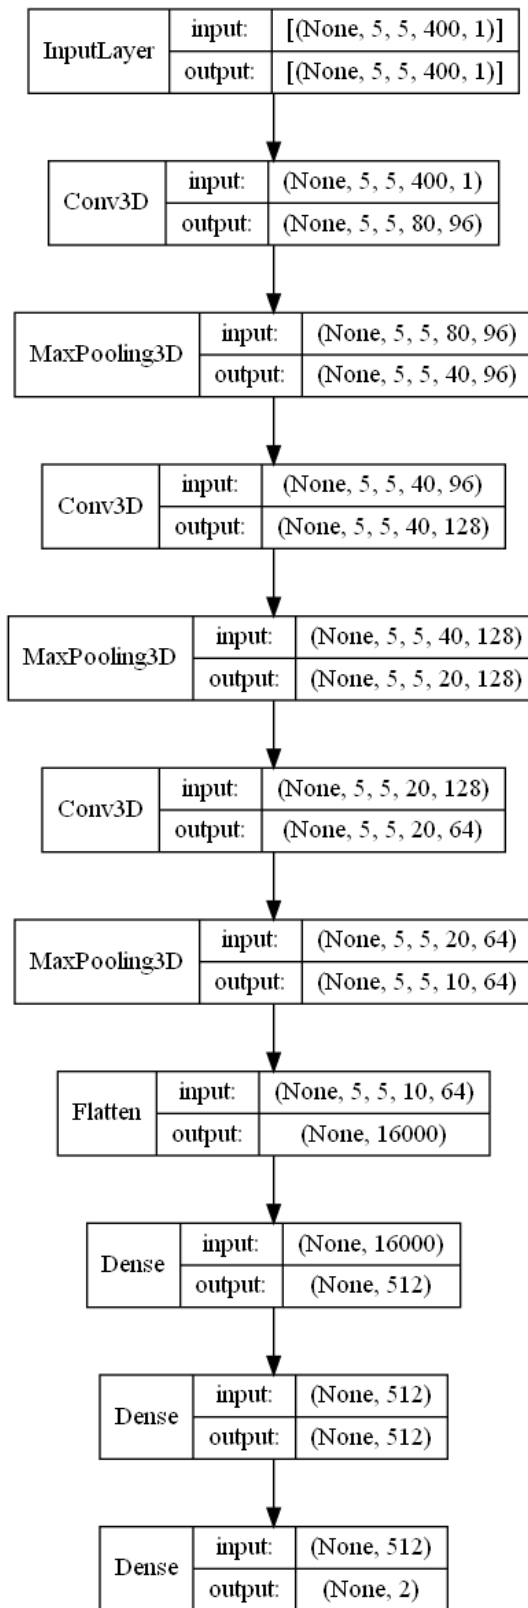 InputLayer
input: [(None, 5, 5, 400, 1)]
output: [(None, 5, 5, 400, 1)]
Conv3D
input: (None, 5, 5, 400, 1)
output: (None, 5, 5, 80, 96)
MaxPooling3D
input: (None, 5, 5, 80, 96)
output: (None, 5, 5, 40, 96)
Conv3D
input: (None, 5, 5, 40, 96)
output: (None, 5, 5, 40, 128)
MaxPooling3D
input: (None, 5, 5, 40, 128)
output: (None, 5, 5, 20, 128)
Conv3D
input: (None, 5, 5, 20, 128)
output: (None, 5, 5, 20, 64)
MaxPooling3D
input: (None, 5, 5, 20, 64)
output: (None, 5, 5, 10, 64)
Flatten
input: (None, 5, 5, 10, 64)
output: (None, 16000)
Dense
input: (None, 16000)
output: (None, 512)
Dense
input: (None, 512)
output: (None, 512)
Dense
input: (None, 512)
output: (None, 2)